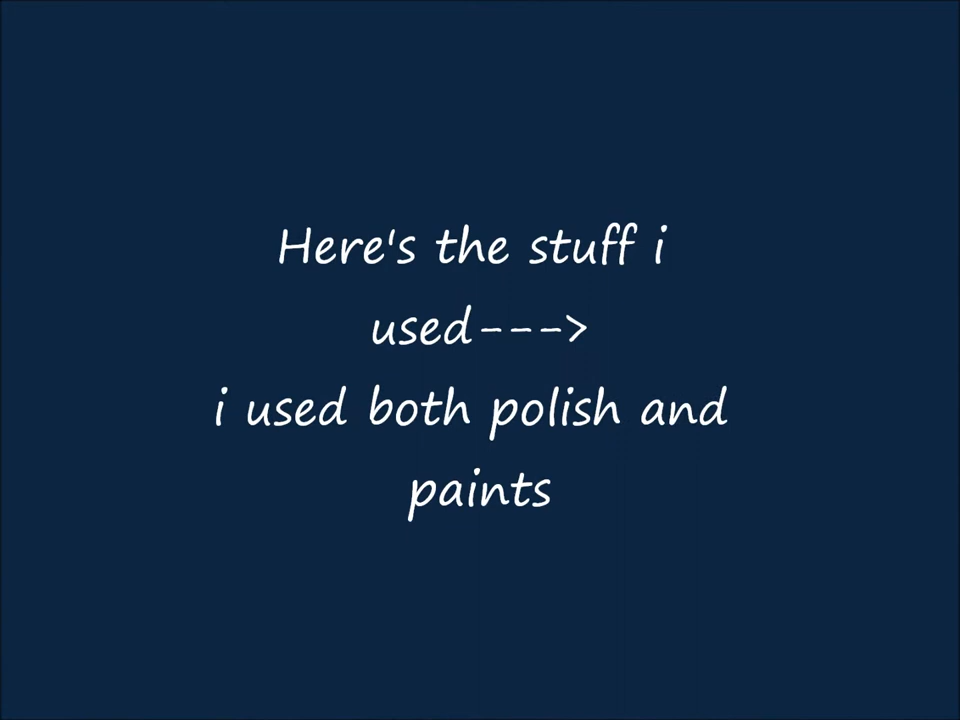 Here's the stuff i
used--->
i used both polish and
paints